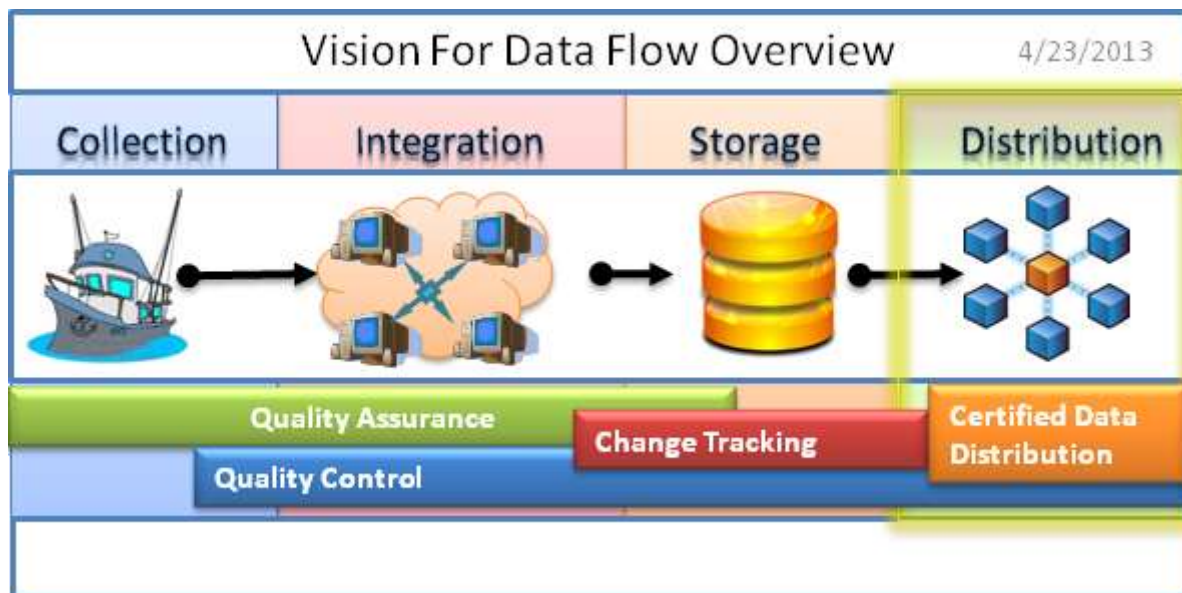 Vision For Data Flow Overview
4/23/2013
Collection
Integration
Storage
Distribution
Quality Assurance
Change Tracking
Certified Data
Distribution
Quality Control